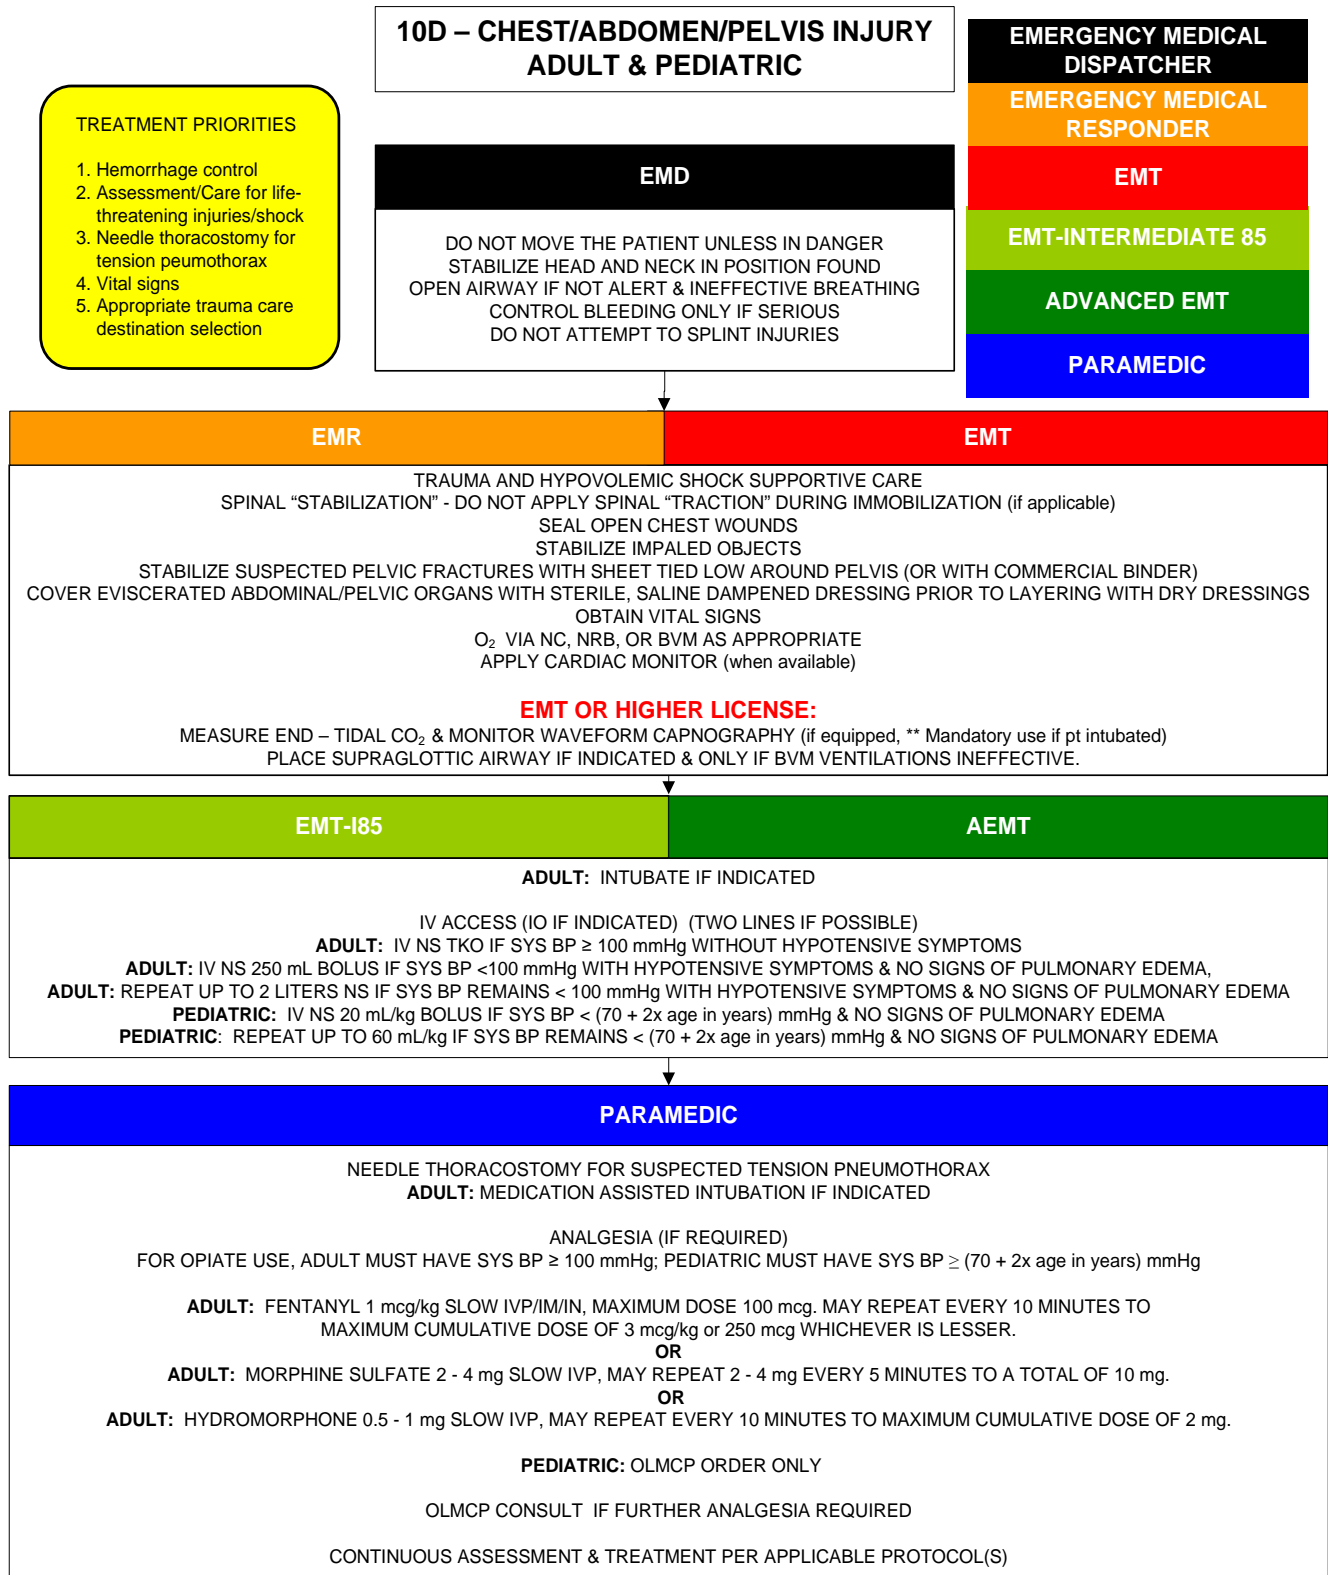 10D – CHEST/ABDOMEN/PELVIS INJURY
ADULT & PEDIATRIC
EMERGENCY MEDICAL
DISPATCHER
EMERGENCY MEDICAL
RESPONDER
EMT
EMT-INTERMEDIATE 85
ADVANCED EMT
PARAMEDIC
TREATMENT PRIORITIES
1. Hemorrhage control
2. Assessment/Care for life-
threatening injuries/shock
3. Needle thoracostomy for
tension peumothorax
4. Vital signs
5. Appropriate trauma care
destination selection
EMD
DO NOT MOVE THE PATIENT UNLESS IN DANGER
STABILIZE HEAD AND NECK IN POSITION FOUND
OPEN AIRWAY IF NOT ALERT & INEFFECTIVE BREATHING
CONTROL BLEEDING ONLY IF SERIOUS
DO NOT ATTEMPT TO SPLINT INJURIES
EMR
EMT
TRAUMA AND HYPOVOLEMIC SHOCK SUPPORTIVE CARE
SPINAL “STABILIZATION” - DO NOT APPLY SPINAL “TRACTION” DURING IMMOBILIZATION (if applicable)
SEAL OPEN CHEST WOUNDS
STABILIZE IMPALED OBJECTS
STABILIZE SUSPECTED PELVIC FRACTURES WITH SHEET TIED LOW AROUND PELVIS (OR WITH COMMERCIAL BINDER)
COVER EVISCERATED ABDOMINAL/PELVIC ORGANS WITH STERILE, SALINE DAMPENED DRESSING PRIOR TO LAYERING WITH DRY DRESSINGS
OBTAIN VITAL SIGNS
O₂ VIA NC, NRB, OR BVM AS APPROPRIATE
APPLY CARDIAC MONITOR (when available)
EMT OR HIGHER LICENSE:
MEASURE END – TIDAL CO₂ & MONITOR WAVEFORM CAPNOGRAPHY (if equipped, ** Mandatory use if pt intubated)
PLACE SUPRAGLOTTIC AIRWAY IF INDICATED & ONLY IF BVM VENTILATIONS INEFFECTIVE.
EMT-I85
AEMT
ADULT: INTUBATE IF INDICATED
IV ACCESS (IO IF INDICATED) (TWO LINES IF POSSIBLE)
ADULT: IV NS TKO IF SYS BP ≥ 100 mmHg WITHOUT HYPOTENSIVE SYMPTOMS
ADULT: IV NS 250 mL BOLUS IF SYS BP <100 mmHg WITH HYPOTENSIVE SYMPTOMS & NO SIGNS OF PULMONARY EDEMA,
ADULT: REPEAT UP TO 2 LITERS NS IF SYS BP REMAINS < 100 mmHg WITH HYPOTENSIVE SYMPTOMS & NO SIGNS OF PULMONARY EDEMA
PEDIATRIC: IV NS 20 mL/kg BOLUS IF SYS BP < (70 + 2x age in years) mmHg & NO SIGNS OF PULMONARY EDEMA
PEDIATRIC: REPEAT UP TO 60 mL/kg IF SYS BP REMAINS < (70 + 2x age in years) mmHg & NO SIGNS OF PULMONARY EDEMA
PARAMEDIC
NEEDLE THORACOSTOMY FOR SUSPECTED TENSION PNEUMOTHORAX
ADULT: MEDICATION ASSISTED INTUBATION IF INDICATED
ANALGESIA (IF REQUIRED)
FOR OPIATE USE, ADULT MUST HAVE SYS BP ≥ 100 mmHg; PEDIATRIC MUST HAVE SYS BP ≥ (70 + 2x age in years) mmHg
ADULT: FENTANYL 1 mcg/kg SLOW IVP/IM/IN, MAXIMUM DOSE 100 mcg. MAY REPEAT EVERY 10 MINUTES TO
MAXIMUM CUMULATIVE DOSE OF 3 mcg/kg or 250 mcg WHICHEVER IS LESSER.
OR
ADULT: MORPHINE SULFATE 2 - 4 mg SLOW IVP, MAY REPEAT 2 - 4 mg EVERY 5 MINUTES TO A TOTAL OF 10 mg.
OR
ADULT: HYDROMORPHONE 0.5 - 1 mg SLOW IVP, MAY REPEAT EVERY 10 MINUTES TO MAXIMUM CUMULATIVE DOSE OF 2 mg.
PEDIATRIC: OLMCP ORDER ONLY
OLMCP CONSULT IF FURTHER ANALGESIA REQUIRED
CONTINUOUS ASSESSMENT & TREATMENT PER APPLICABLE PROTOCOL(S)